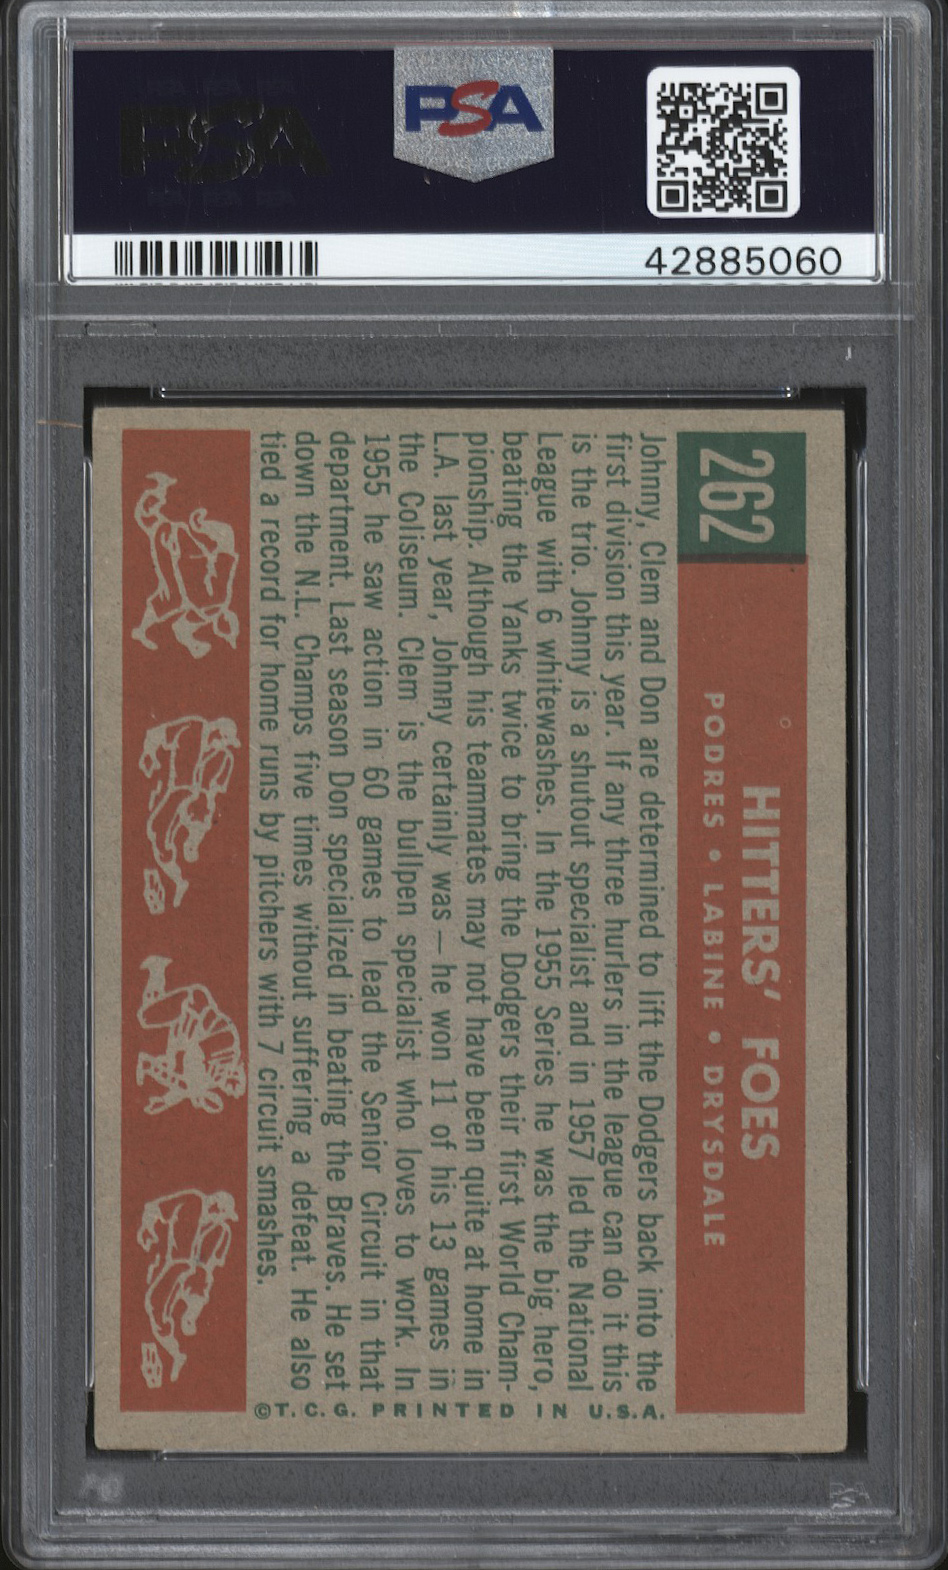 PSA
PSA
42885060
262
HITTERS' FOES
PODRES • LABINE • DRYSDALE
Johnny, Clem and Don are determined to lift the Dodgers back into the
first division this year. If any three hurlers in the league can do it this
is the trio. Johnny is a shutout specialist and in 1957 led the National
League with 6 whitewashes. In the 1955 Series he was the big hero,
beating the Yanks twice to bring the Dodgers their first World Cham-
pionship. Although his teammates may not have been quite at home in
L.A. last year, Johnny certainly was — he won 11 of his 13 games in
the Coliseum. Clem is the bullpen specialist who loves to work. In
1955 he saw action in 60 games to lead the Senior Circuit in that
department. Last season Don specialized in beating the Braves. He set
down the N.L. Champs five times without suffering a defeat. He also
tied a record for home runs by pitchers with 7 circuit smashes.
©T. C. G. PRINTED IN U.S.A.